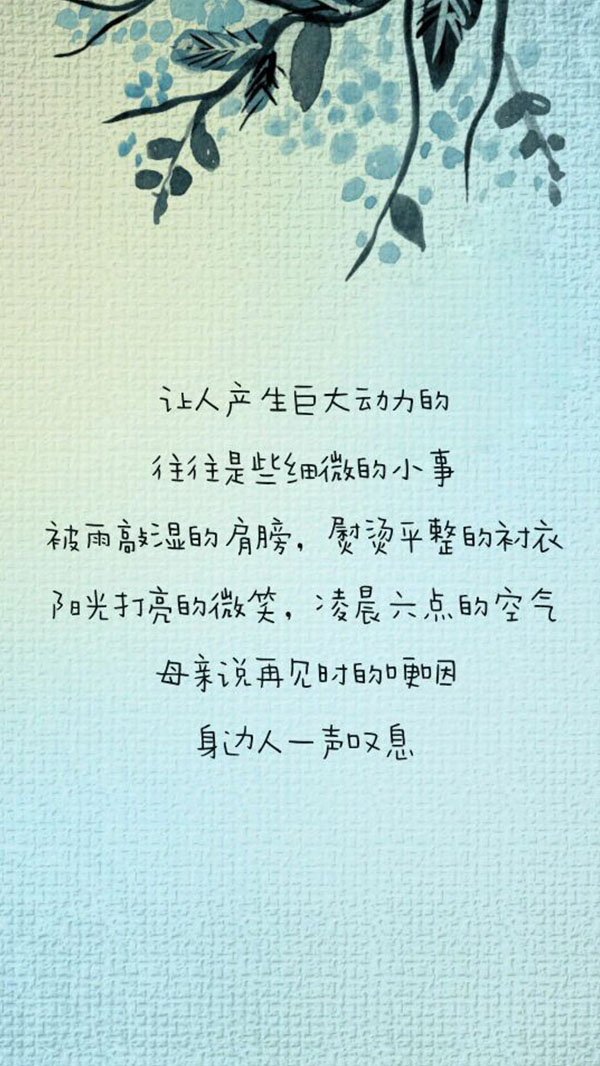 让人产生巨大动力的
往往是些细微的小事
被雨敲湿的肩膀，熨烫平整的衬衣
阳光打亮的微笑，凌晨六点的空气
母亲说再见时的哽咽
身边人一声叹息